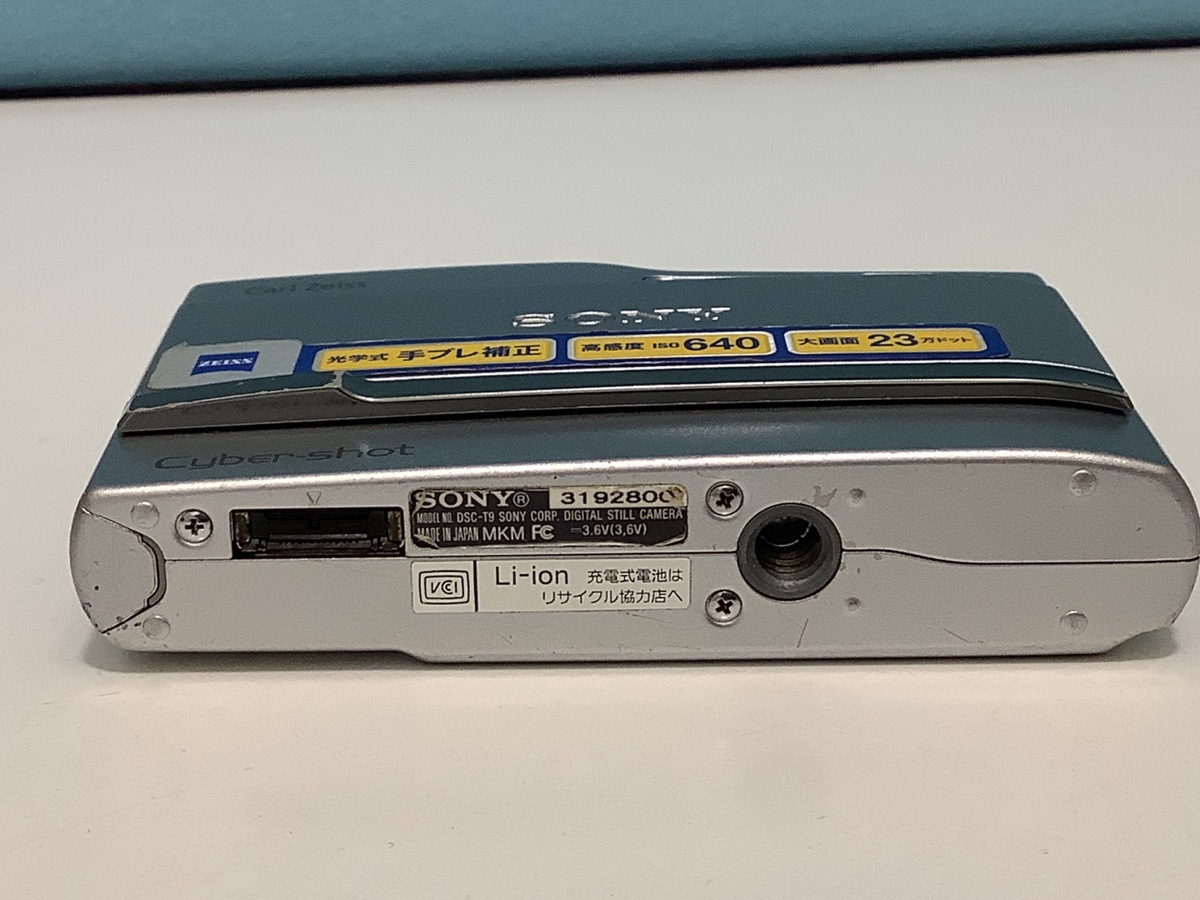 Carl Zeiss
SONY
ZEISS 光学式 手ブレ補正 高感度 ISO 640 大画面 23万ドット
Cyber-shot
SONY® 3192800
MODEL NO. DSC-T9 SONY CORP. DIGITAL STILL CAMERA
MADE IN JAPAN MKM FC ⎓3.6V(3,6V)
VCI Li-ion 充電式電池は
リサイクル協力店へ